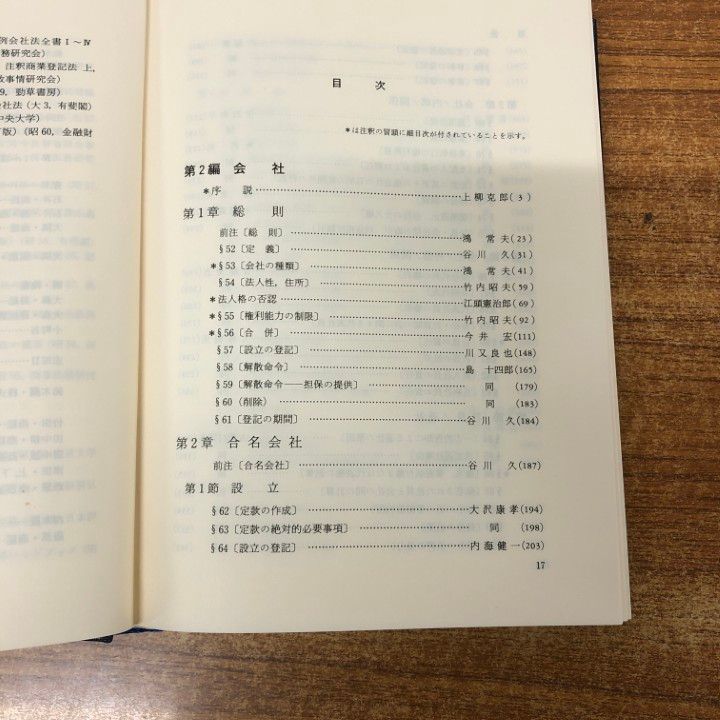 例会社法全書Ⅰ～Ⅳ
務研究会）
注釈商業登記法 上,
事情研究会）
9, 勁草書房）
会社法（大3, 有斐閣）
中央大学）
版）（昭60, 金融財
目次
＊は注釈の冒頭に細目次が付されていることを示す。
第2編 会社
＊序説 上柳克郎(3)
第1章 総則
前注〔総則〕 鴻常夫(23)
§52〔定義〕 谷川久(31)
＊§53〔会社の種類〕 鴻常夫(41)
§54〔法人性，住所〕 竹内昭夫(59)
＊法人格の否認 江頭憲治郎(69)
＊§55〔権利能力の制限〕 竹内昭夫(92)
＊§56〔合併〕 今井宏(111)
§57〔設立の登記〕 川又良也(148)
§58〔解散命令〕 島十四郎(165)
§59〔解散命令――担保の提供〕 同(179)
§60（削除） 同(183)
§61〔登記の期間〕 谷川久(184)
第2章 合名会社
前注〔合名会社〕 谷川久(187)
第1節 設立
§62〔定款の作成〕 大沢康孝(194)
§63〔定款の絶対的必要事項〕 同(198)
§64〔設立の登記〕 内海健一(203)
17